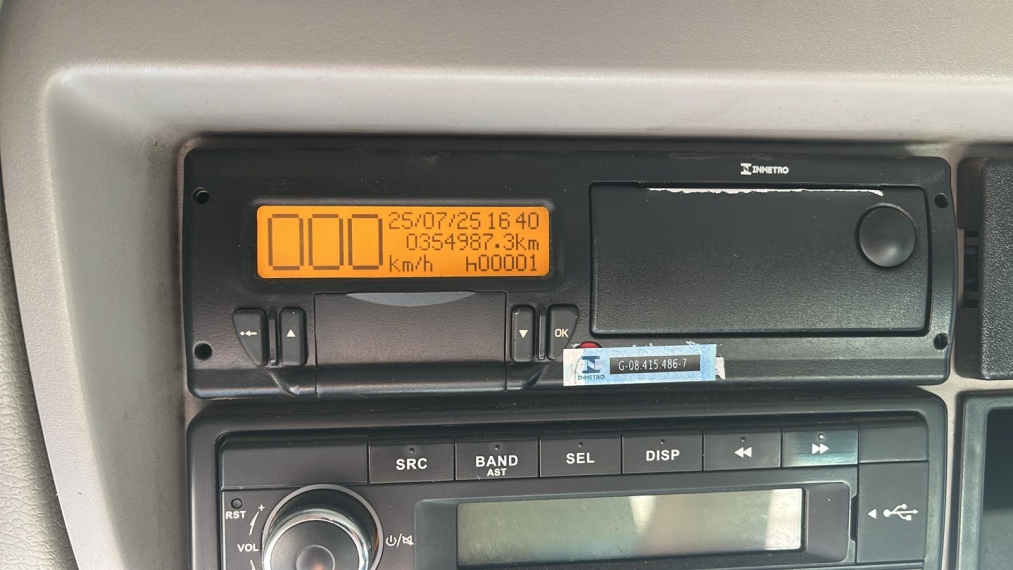 INMETRO
000 25/07/25 16 40
0354987.3km
km/h h00001
OK
INMETRO
G-08.415.486-7
SRC
BAND
AST
SEL
DISP
RST
VOL